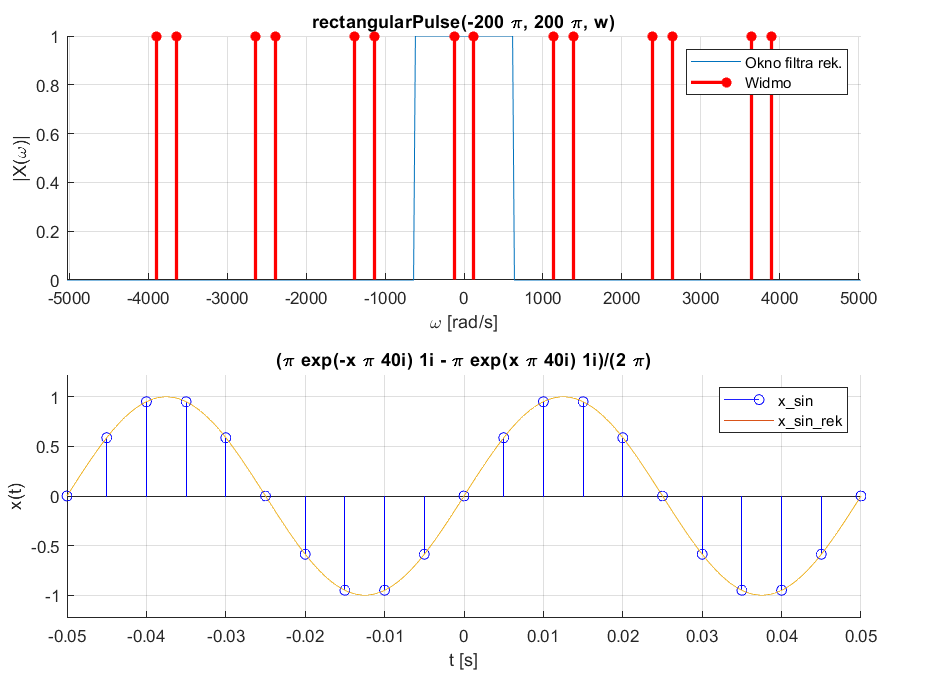 rectangularPulse(-200 π, 200 π, w)
1
0.8
0.6
0.4
0.2
0
|X(ω)|
Okno filtra rek.
Widmo
-5000 -4000 -3000 -2000 -1000 0 1000 2000 3000 4000 5000
ω [rad/s]
(π exp(-x π 40i) 1i - π exp(x π 40i) 1i)/(2 π)
1
0.5
0
-0.5
-1
x(t)
x_sin
x_sin_rek
-0.05 -0.04 -0.03 -0.02 -0.01 0 0.01 0.02 0.03 0.04 0.05
t [s]